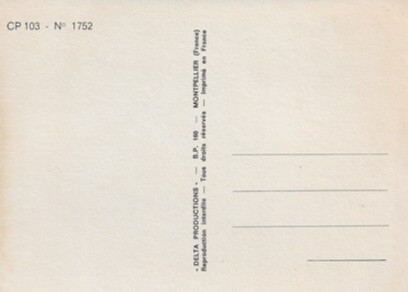 CP 103 - N° 1752
- DELTA PRODUCTIONS - — B.P. 160 — MONTPELLIER (France)
Reproduction interdite — Tous droits réservés — Imprimé en France